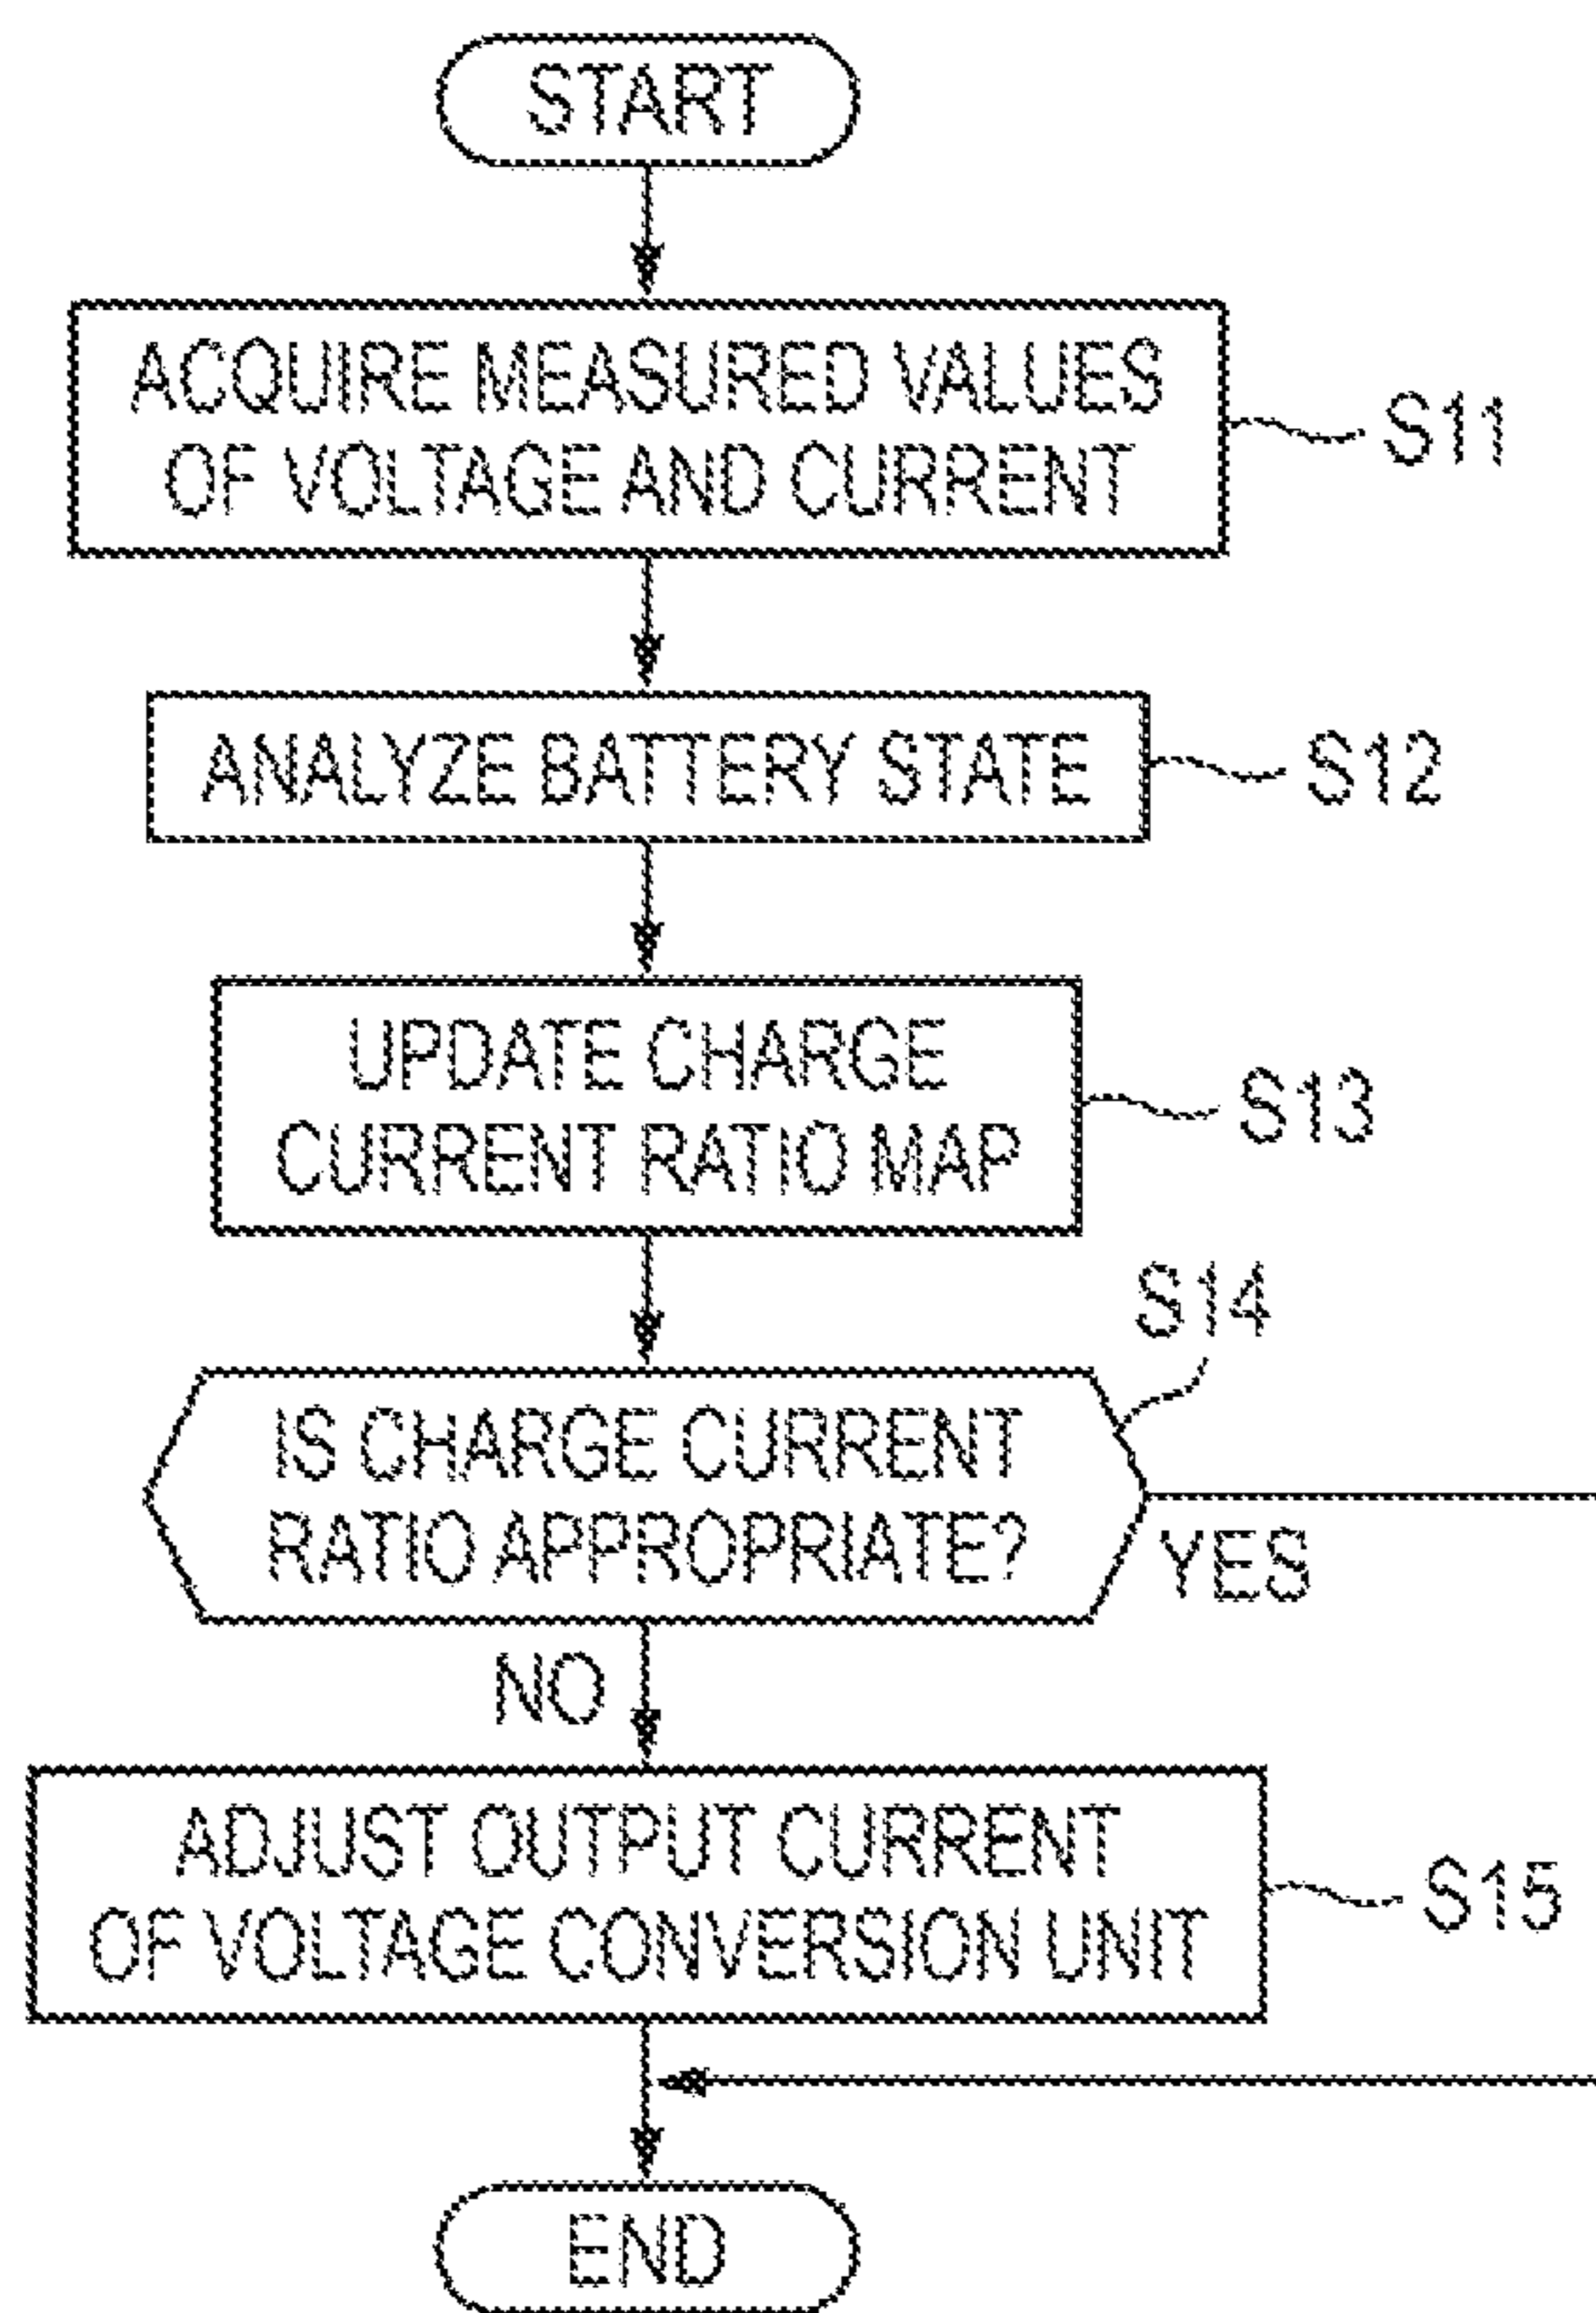 START
ACQUIRE MEASURED VALUES
OF VOLTAGE AND CURRENT
S11
ANALYZE BATTERY STATE
S12
UPDATE CHARGE
CURRENT RATIO MAP
S13
S14
IS CHARGE CURRENT
RATIO APPROPRIATE?
YES
NO
ADJUST OUTPUT CURRENT
OF VOLTAGE CONVERSION UNIT
S15
END